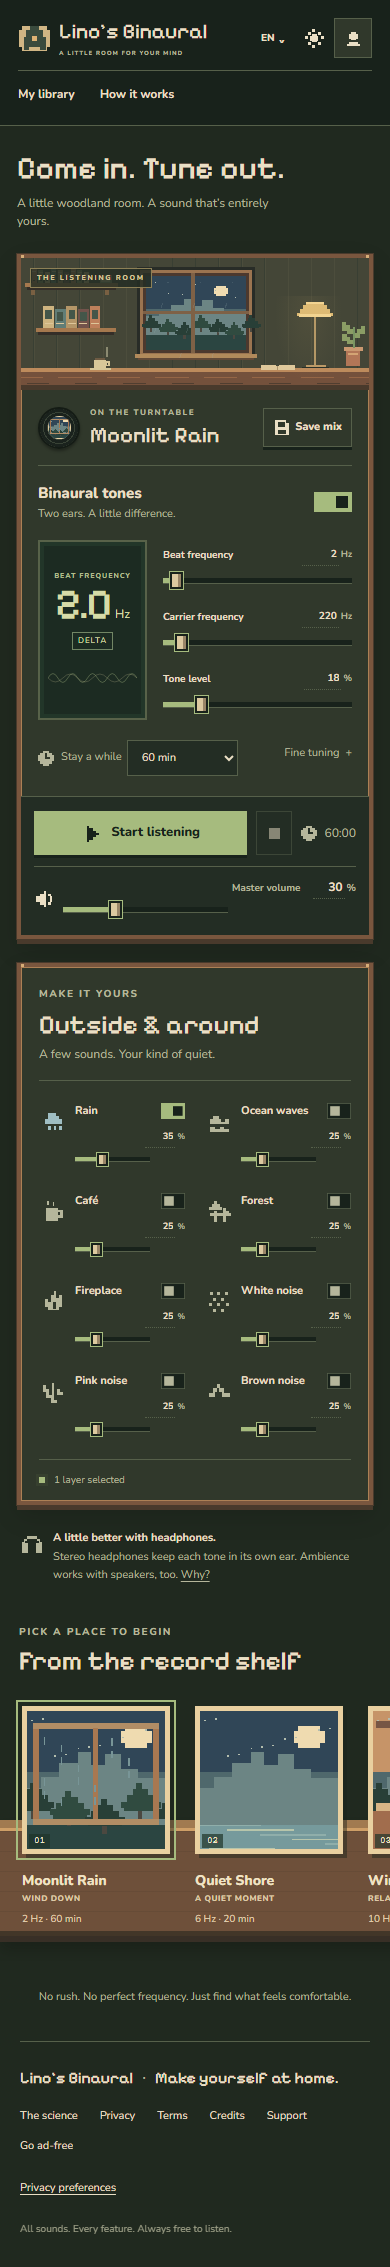 Lino's Binaural
A LITTLE ROOM FOR YOUR MIND
EN
My library
How it works
Come in. Tune out.
A little woodland room. A sound that's entirely
yours.
THE LISTENING ROOM
ON THE TURNTABLE
Moonlit Rain
Save mix
Binaural tones
Two ears. A little difference.
BEAT FREQUENCY
2.0 Hz
DELTA
Beat frequency 2 Hz
Carrier frequency 220 Hz
Tone level 18 %
Stay a while 60 min
Fine tuning +
Start listening
60:00
Master volume 30 %
MAKE IT YOURS
Outside & around
A few sounds. Your kind of quiet.
Rain
35 %
Ocean waves
25 %
Café
25 %
Forest
25 %
Fireplace
25 %
White noise
25 %
Pink noise
25 %
Brown noise
25 %
1 layer selected
A little better with headphones.
Stereo headphones keep each tone in its own ear. Ambience
works with speakers, too. Why?
PICK A PLACE TO BEGIN
From the record shelf
01
Moonlit Rain
WIND DOWN
2 Hz · 60 min
02
Quiet Shore
A QUIET MOMENT
6 Hz · 20 min
03
Wi
RELA
10 H
No rush. No perfect frequency. Just find what feels comfortable.
Lino's Binaural · Make yourself at home.
The science
Privacy
Terms
Credits
Support
Go ad-free
Privacy preferences
All sounds. Every feature. Always free to listen.